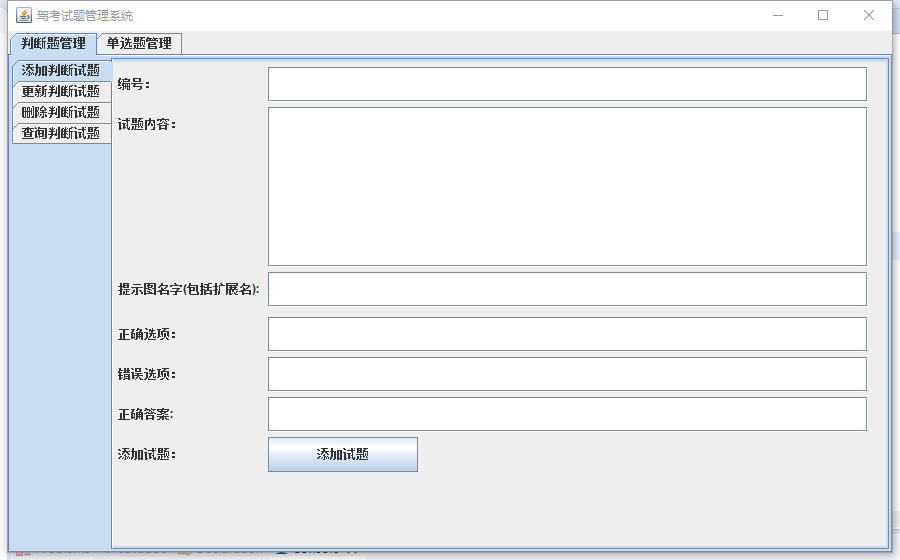 驾考试题管理系统
判断题管理 单选题管理
添加判断试题
更新判断试题
删除判断试题
查询判断试题
编号：
试题内容：
提示图名字(包括扩展名):
正确选项：
错误选项：
正确答案:
添加试题： 添加试题